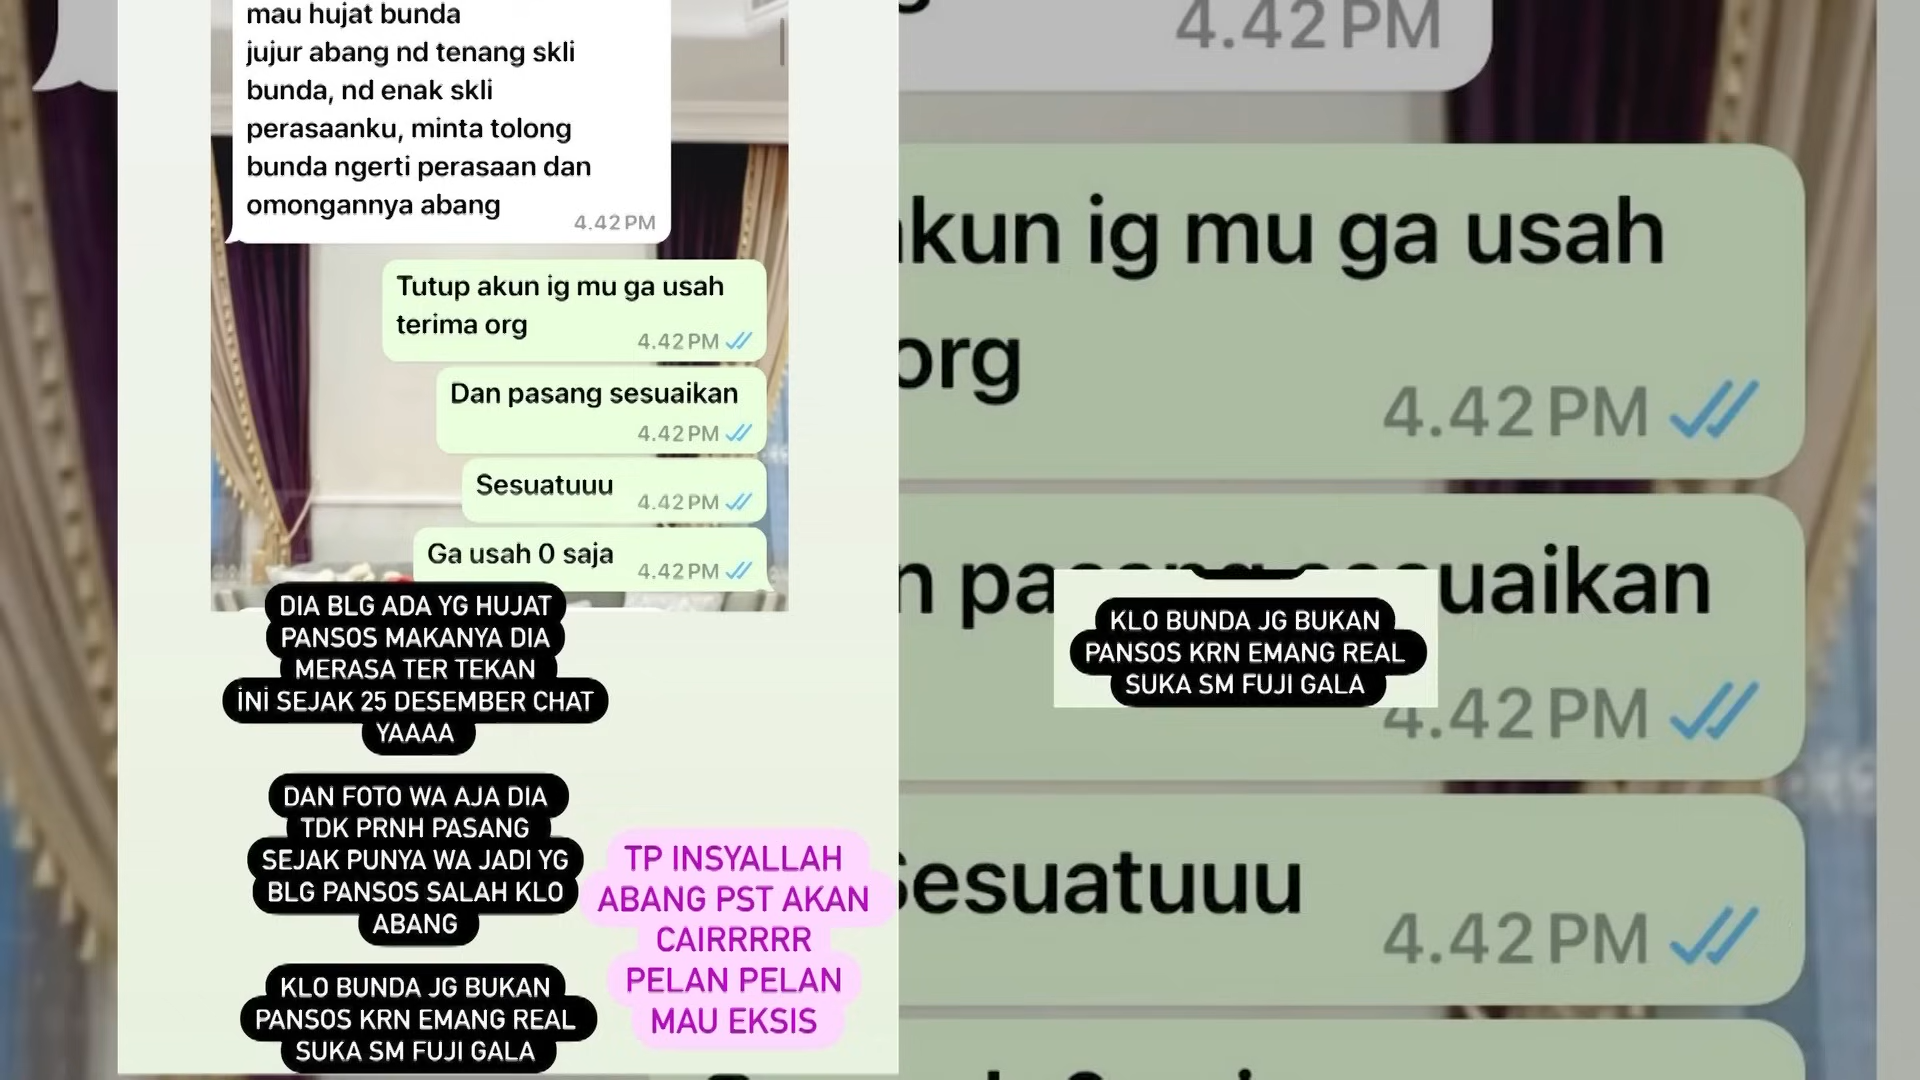 mau hujat bunda
jujur abang nd tenang skli
bunda, nd enak skli
perasaanku, minta tolong
bunda ngerti perasaan dan
omongannya abang
4.42 PM
Tutup akun ig mu ga usah
terima org
4.42 PM
Dan pasang sesuaikan
4.42 PM
Sesuatuuu
4.42 PM
Ga usah 0 saja
4.42 PM
DIA BLG ADA YG HUJAT
PANSOS MAKANYA DIA
MERASA TER TEKAN
İNİ SEJAK 25 DESEMBER CHAT
YAAAA
DAN FOTO WA AJA DIA
TDK PRNH PASANG
SEJAK PUNYA WA JADI YG
BLG PANSOS SALAH KLO
ABANG
KLO BUNDA JG BUKAN
PANSOS KRN EMANG REAL
SUKA SM FUJI GALA
TP INSYALLAH
ABANG PST AKAN
CAIRRRRR
PELAN PELAN
MAU EKSIS
4.42 PM
kun ig mu ga usah
org
4.42 PM
n pasang sesuaikan
4.42 PM
KLO BUNDA JG BUKAN
PANSOS KRN EMANG REAL
SUKA SM FUJI GALA
Sesuatuuu
4.42 PM